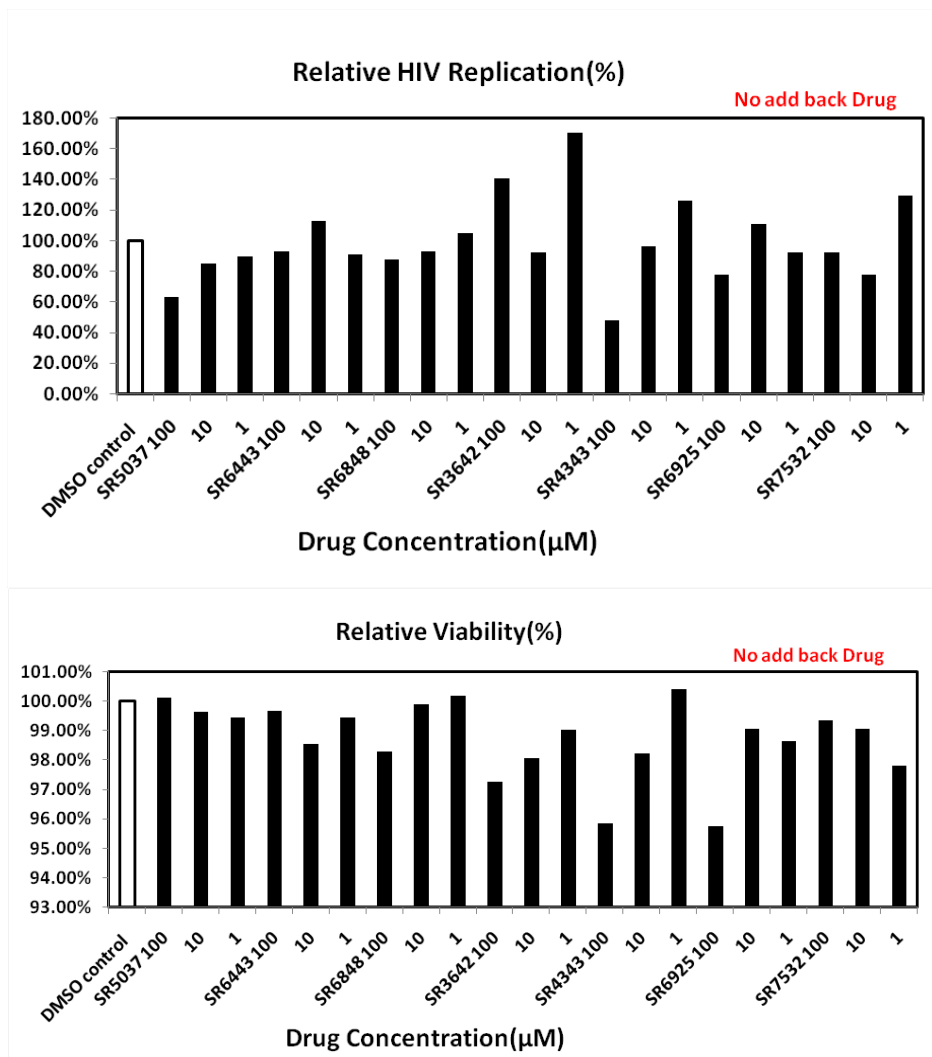 Relative HIV Replication(%)
No add back Drug
180.00%
160.00%
140.00%
120.00%
100.00%
80.00%
60.00%
40.00%
20.00%
0.00%
DMSO control
SR5037 100
10
1
SR6443 100
10
1
SR6848 100
10
1
SR3642 100
10
1
SR4343 100
10
1
SR6925 100
10
1
SR7532 100
10
1
Drug Concentration(µM)
Relative Viability(%)
No add back Drug
101.00%
100.00%
99.00%
98.00%
97.00%
96.00%
95.00%
94.00%
93.00%
DMSO control
SR5037 100
10
1
SR6443 100
10
1
SR6848 100
10
1
SR3642 100
10
1
SR4343 100
10
1
SR6925 100
10
1
SR7532 100
10
1
Drug Concentration(µM)